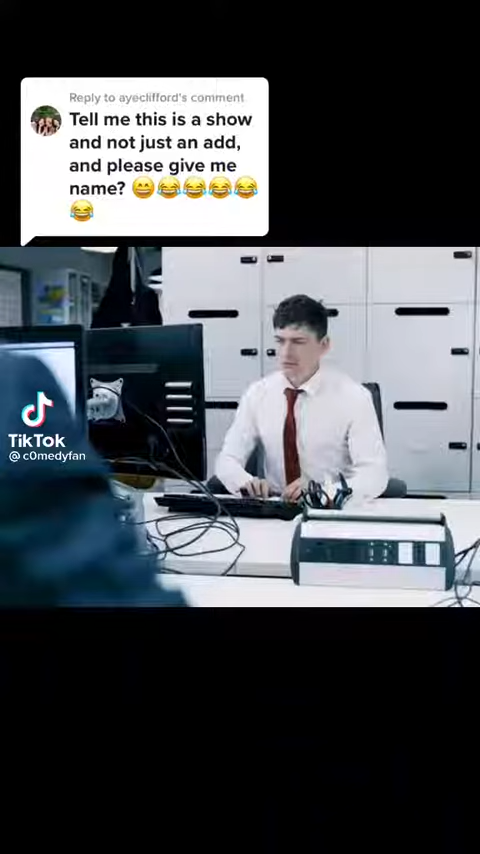 Reply to ayeclifford's comment
Tell me this is a show
and not just an add,
and please give me
name? 😄😂😂😂😂
😂
TikTok
@c0medyfan